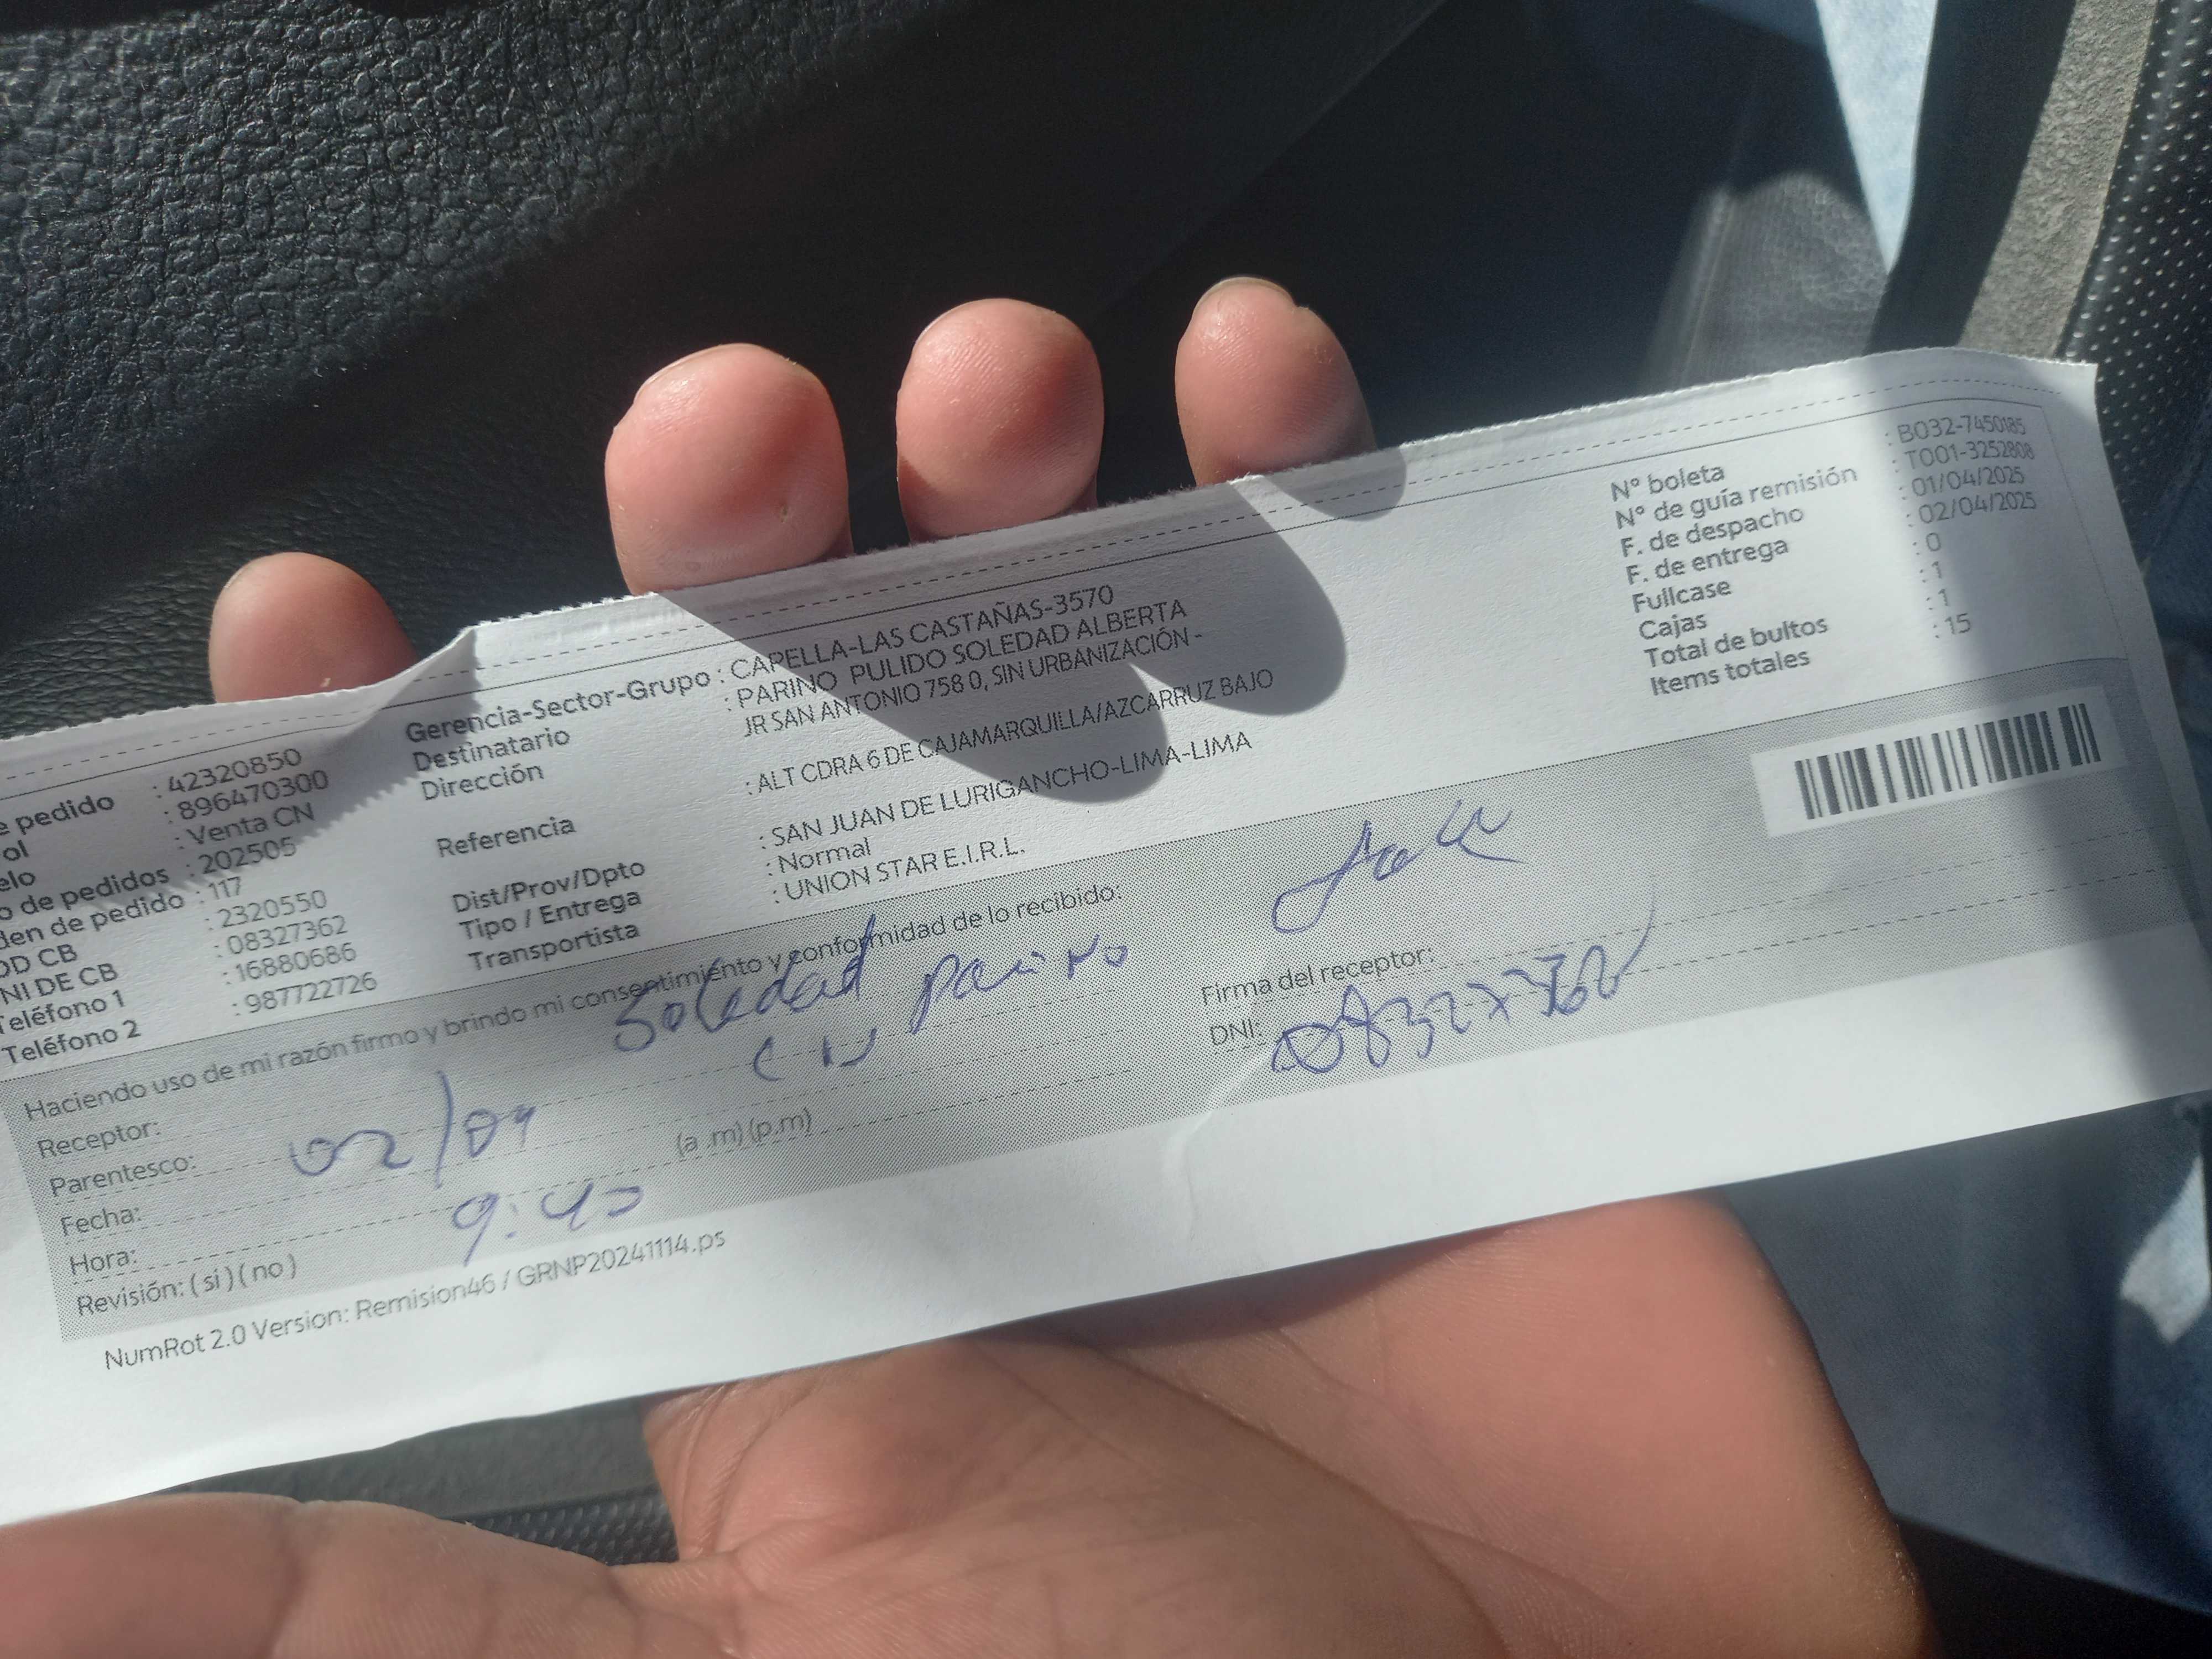 e pedido : 42320850
ol : 896470300
elo : Venta CN
o de pedidos : 202505
den de pedido : 117
OD CB : 2320550
NI DE CB : 08327362
Teléfono 1 : 16880686
Teléfono 2 : 987722726
Gerencia-Sector-Grupo : CAPELLA-LAS CASTAÑAS-3570
Destinatario : PARINO PULIDO SOLEDAD ALBERTA
Dirección JR SAN ANTONIO 758 0, SIN URBANIZACIÓN -
Referencia : ALT CDRA 6 DE CAJAMARQUILLA/AZCARRUZ BAJO
Dist/Prov/Dpto : SAN JUAN DE LURIGANCHO-LIMA-LIMA
Tipo / Entrega : Normal
Transportista : UNION STAR E.I.R.L.
N° boleta : B032-7450185
N° de guía remisión : T001-3252808
F. de despacho : 01/04/2025
F. de entrega : 02/04/2025
Fullcase : 0
Cajas : 1
Total de bultos : 1
Items totales : 15
Haciendo uso de mi razón firmo y brindo mi consentimiento y conformidad de lo recibido:
Receptor: Soledad parino
Parentesco: CN
Fecha: 02/04
Hora: 9:40 (a .m) (p.m)
Revisión: ( si ) ( no )
Firma del receptor:
DNI:
NumRot 2.0 Version: Remision46 / GRNP20241114.ps